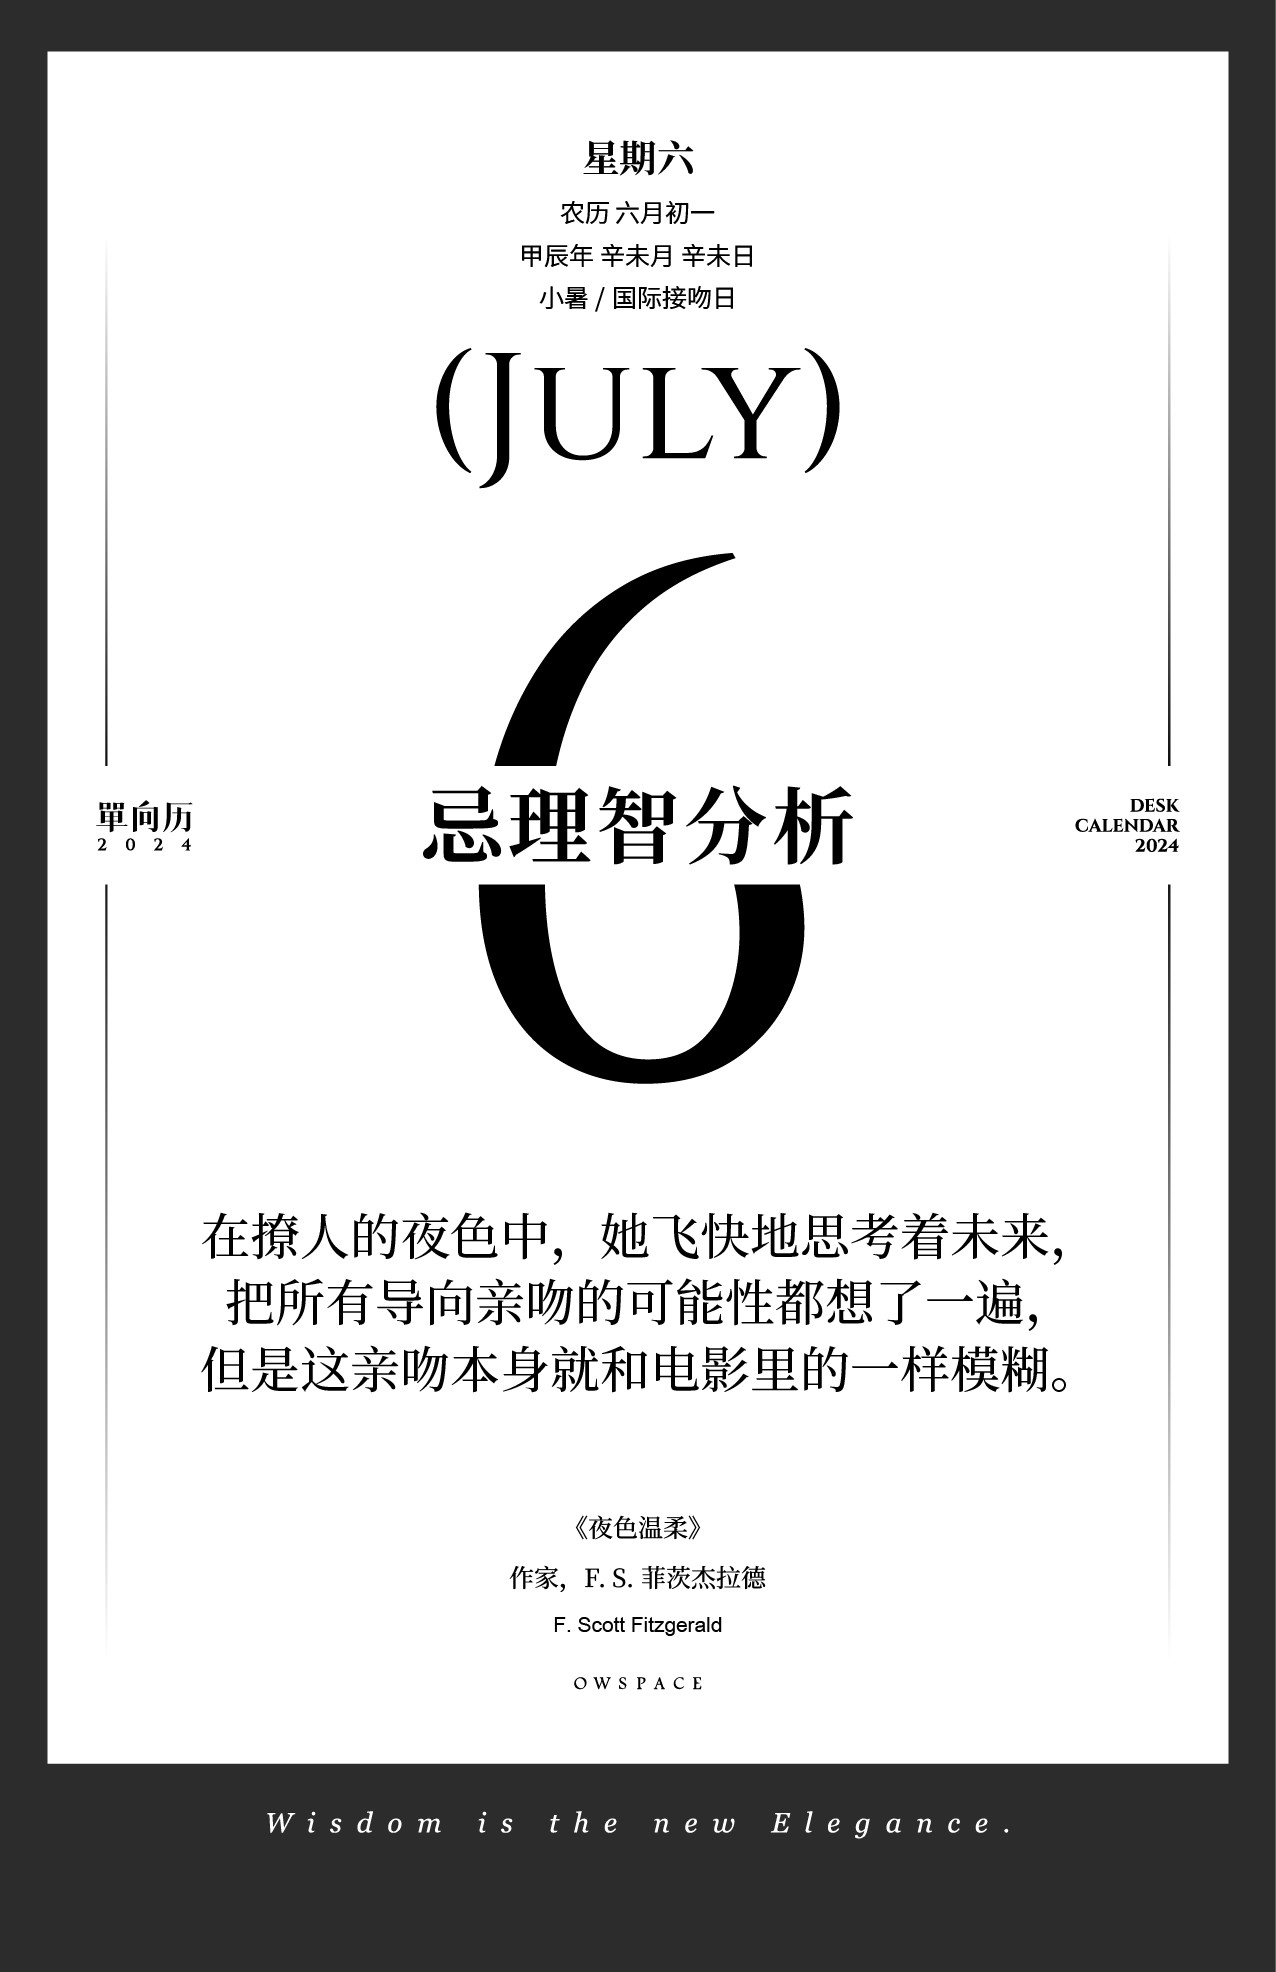 星期六
农历 六月初一
甲辰年 辛未月 辛未日
小暑 / 国际接吻日
(JULY)
6
忌理智分析
單向历
2024
DESK
CALENDAR
2024
在撩人的夜色中，她飞快地思考着未来，
把所有导向亲吻的可能性都想了一遍，
但是这亲吻本身就和电影里的一样模糊。
《夜色温柔》
作家，F. S. 菲茨杰拉德
F. Scott Fitzgerald
OWSPACE
Wisdom is the new Elegance.